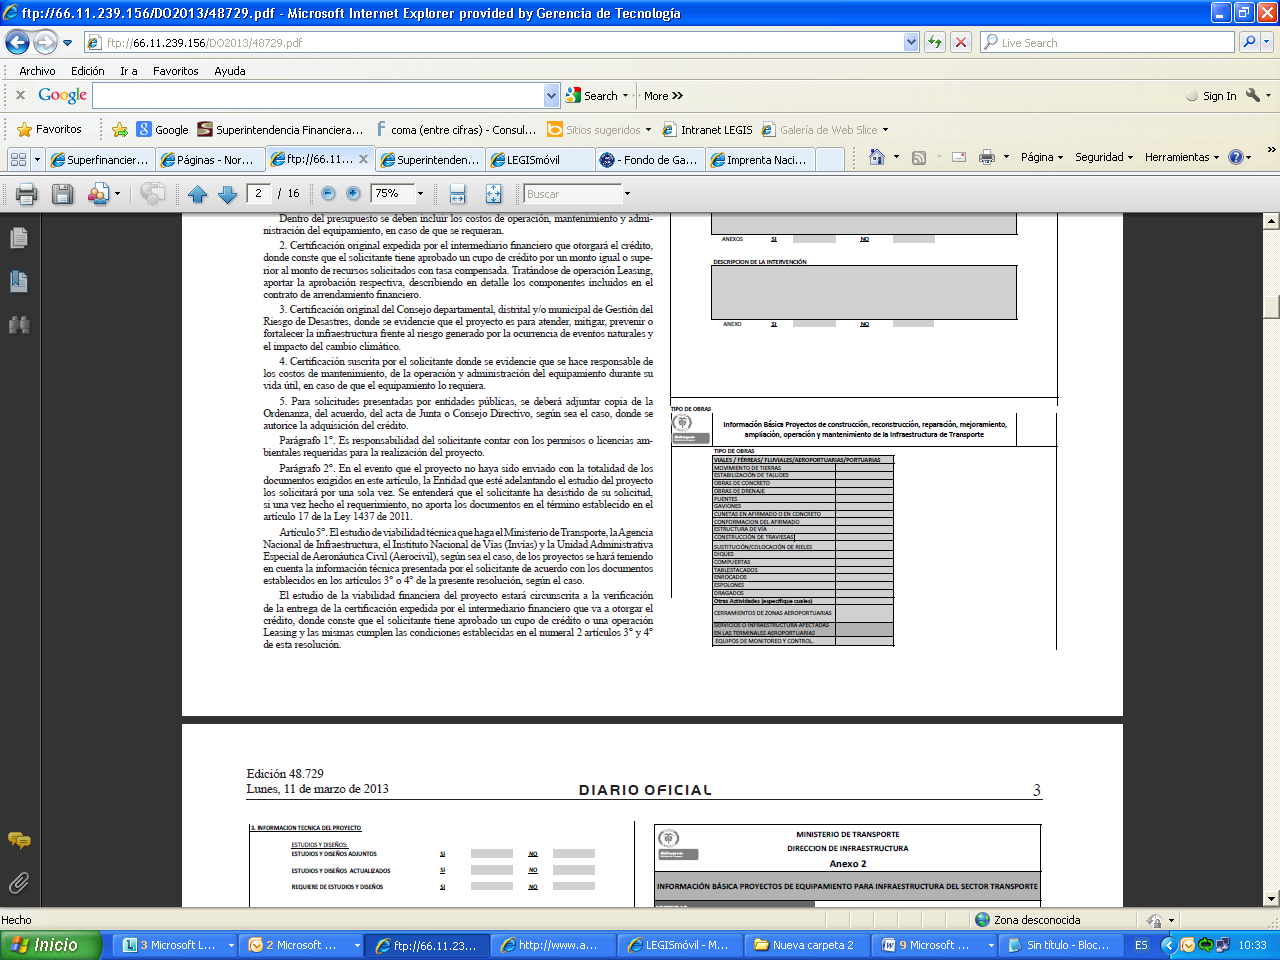 ftp://66.11.239.156/DO2013/48729.pdf - Microsoft Internet Explorer provided by Gerencia de Tecnología
ftp://66.11.239.156/DO2013/48729.pdf
Live Search
Archivo Edición Ir a Favoritos Ayuda
x Google Search More » Sign In
Favoritos Google Superintendencia Financiera... coma (entre cifras) - Consul... Sitios sugeridos Intranet LEGIS Galería de Web Slice
Superfinancier... Páginas - Nor... ftp://66.11.... Superintenden... LEGISmóvil - Fondo de Ga... Imprenta Naci... Página Seguridad Herramientas »
2 / 16 75% Buscar
Dentro del presupuesto se deben incluir los costos de operación, mantenimiento y admi-
nistración del equipamiento, en caso de que se requieran.
2. Certificación original expedida por el intermediario financiero que otorgará el crédito,
donde conste que el solicitante tiene aprobado un cupo de crédito por un monto igual o supe-
rior al monto de recursos solicitados con tasa compensada. Tratándose de operación Leasing,
aportar la aprobación respectiva, describiendo en detalle los componentes incluidos en el
contrato de arrendamiento financiero.
3. Certificación original del Consejo departamental, distrital y/o municipal de Gestión del
Riesgo de Desastres, donde se evidencie que el proyecto es para atender, mitigar, prevenir o
fortalecer la infraestructura frente al riesgo generado por la ocurrencia de eventos naturales y
el impacto del cambio climático.
4. Certificación suscrita por el solicitante donde se evidencie que se hace responsable de
los costos de mantenimiento, de la operación y administración del equipamiento durante su
vida útil, en caso de que el equipamiento lo requiera.
5. Para solicitudes presentadas por entidades públicas, se deberá adjuntar copia de la
Ordenanza, del acuerdo, del acta de Junta o Consejo Directivo, según sea el caso, donde se
autorice la adquisición del crédito.
Parágrafo 1°. Es responsabilidad del solicitante contar con los permisos o licencias am-
bientales requeridas para la realización del proyecto.
Parágrafo 2°. En el evento que el proyecto no haya sido enviado con la totalidad de los
documentos exigidos en este artículo, la Entidad que esté adelantando el estudio del proyecto
los solicitará por una sola vez. Se entenderá que el solicitante ha desistido de su solicitud,
si una vez hecho el requerimiento, no aporta los documentos en el término establecido en el
artículo 17 de la Ley 1437 de 2011.
Artículo 5°. El estudio de viabilidad técnica que haga el Ministerio de Transporte, la Agencia
Nacional de Infraestructura, el Instituto Nacional de Vías (Invías) y la Unidad Administrativa
Especial de Aeronáutica Civil (Aerocivil), según sea el caso, de los proyectos se hará teniendo
en cuenta la información técnica presentada por el solicitante de acuerdo con los documentos
establecidos en los artículos 3° o 4° de la presente resolución, según el caso.
El estudio de la viabilidad financiera del proyecto estará circunscrita a la verificación
de la entrega de la certificación expedida por el intermediario financiero que va a otorgar el
crédito, donde conste que el solicitante tiene aprobado un cupo de crédito o una operación
Leasing y las mismas cumplen las condiciones establecidas en el numeral 2 artículos 3° y 4°
de esta resolución.
ANEXOS SI NO
DESCRIPCION DE LA INTERVENCIÓN
ANEXO SI NO
TIPO DE OBRAS
Información Básica Proyectos de construcción, reconstrucción, reparación, mejoramiento,
ampliación, operación y mantenimiento de la Infraestructura de Transporte
TIPO DE OBRAS
VIALES / FÉRREAS/ FLUVIALES/AEROPORTUARIAS/PORTUARIAS
MOVIMIENTO DE TIERRAS
ESTABILIZACIÓN DE TALUDES
OBRAS DE CONCRETO
OBRAS DE DRENAJE
PUENTES
GAVIONES
CUNETAS EN AFIRMADO O EN CONCRETO
CONFORMACION DEL AFIRMADO
ESTRUCTURA DE VÍA
CONSTRUCCIÓN DE TRAVIESAS
SUSTITUCIÓN/COLOCACIÓN DE RIELES
DIQUES
COMPUERTAS
TABLESTACADOS
ENROCADOS
ESPOLONES
DRAGADOS
Otras Actividades (especifique cuales)
CERRAMIENTOS DE ZONAS AEROPORTUARIAS
SERVICIOS O INFRAESTRUCTURA AFECTADAS
EN LAS TERMINALES AEROPORTUARIAS
EQUIPOS DE MONITOREO Y CONTROL.
Edición 48.729
Lunes, 11 de marzo de 2013
DIARIO OFICIAL
3
3. INFORMACION TECNICA DEL PROYECTO
ESTUDIOS Y DISEÑOS:
ESTUDIOS Y DISEÑOS ADJUNTOS SI NO
ESTUDIOS Y DISEÑOS ACTUALIZADOS SI NO
REQUIERE DE ESTUDIOS Y DISEÑOS SI NO
MINISTERIO DE TRANSPORTE
DIRECCION DE INFRAESTRUCTURA
Anexo 2
INFORMACIÓN BÁSICA PROYECTOS DE EQUIPAMIENTO PARA INFRAESTRUCTURA DEL SECTOR TRANSPORTE
Hecho Zona desconocida
Inicio 3 Microsoft L... 2 Microsoft ... ftp://66.11.23... http://www.a... LEGISmóvil - M... Nueva carpeta 2 9 Microsoft ... Sin título - Bloc... ES 10:33